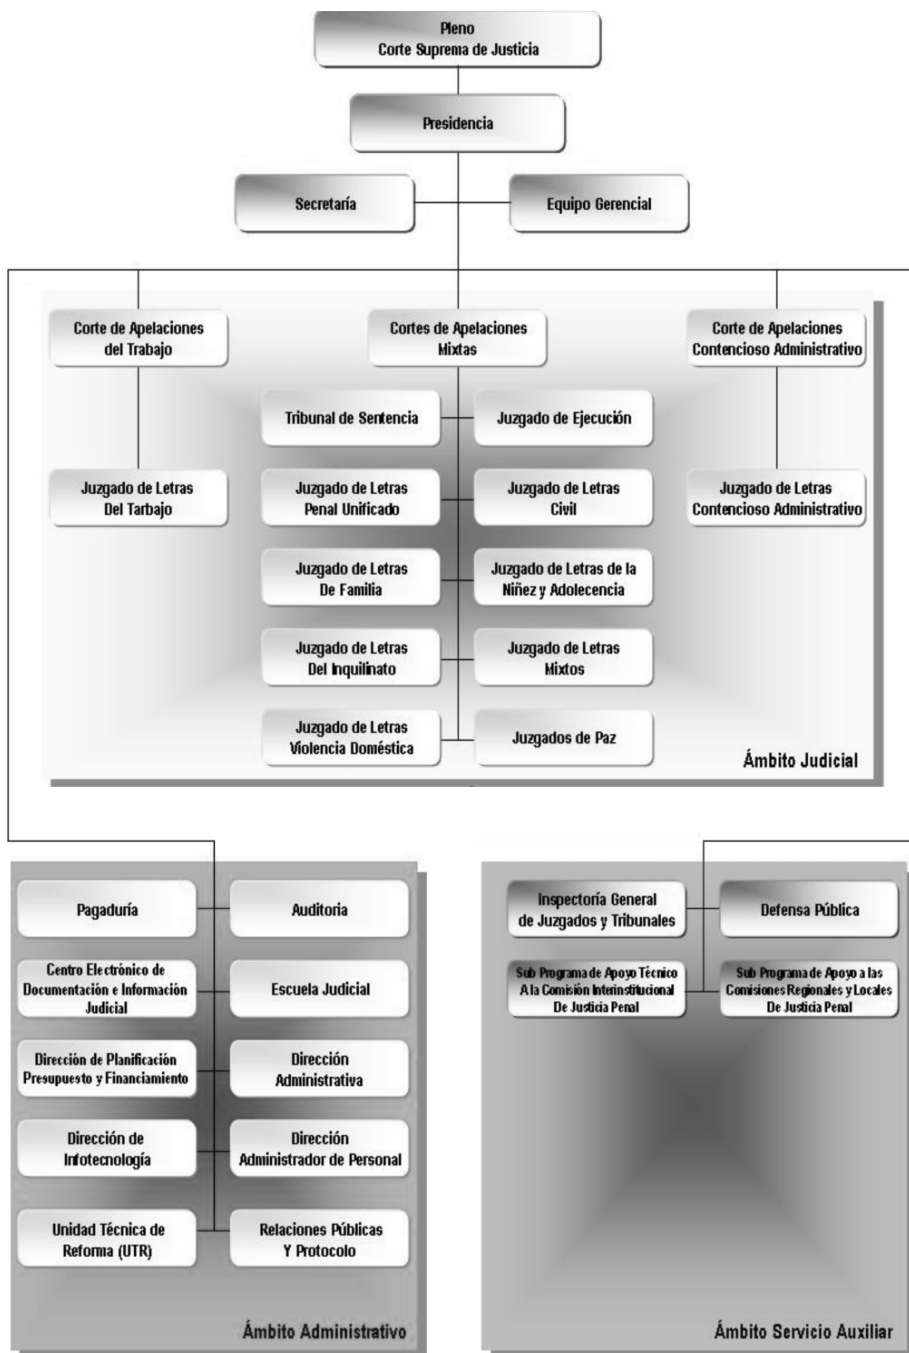 Pleno
Corte Suprema de Justicia
Presidencia
Secretaría
Equipo Gerencial
Corte de Apelaciones
del Trabajo
Cortes de Apelaciones
Mixtas
Corte de Apelaciones
Contencioso Administrativo
Tribunal de Sentencia
Juzgado de Ejecución
Juzgado de Letras
Del Tarbajo
Juzgado de Letras
Penal Unificado
Juzgado de Letras
Civil
Juzgado de Letras
Contencioso Administrativo
Juzgado de Letras
De Familia
Juzgado de Letras de la
Niñez y Adolecencia
Juzgado de Letras
Del Inquilinato
Juzgado de Letras
Mixtos
Juzgado de Letras
Violencia Doméstica
Juzgados de Paz
Ámbito Judicial
Pagaduría
Auditoria
Centro Electrónico de
Documentación e Información
Judicial
Escuela Judicial
Dirección de Planificación
Presupuesto y Financiamiento
Dirección
Administrativa
Dirección de
Infotecnología
Dirección
Administrador de Personal
Unidad Técnica de
Reforma (UTR)
Relaciones Públicas
Y Protocolo
Ámbito Administrativo
Inspectoría General
de Juzgados y Tribunales
Defensa Pública
Sub Programa de Apoyo Técnico
A la Comisión Interinstitucional
De Justicia Penal
Sub Programa de Apoyo a las
Comisiones Regionales y Locales
De Justicia Penal
Ámbito Servicio Auxiliar